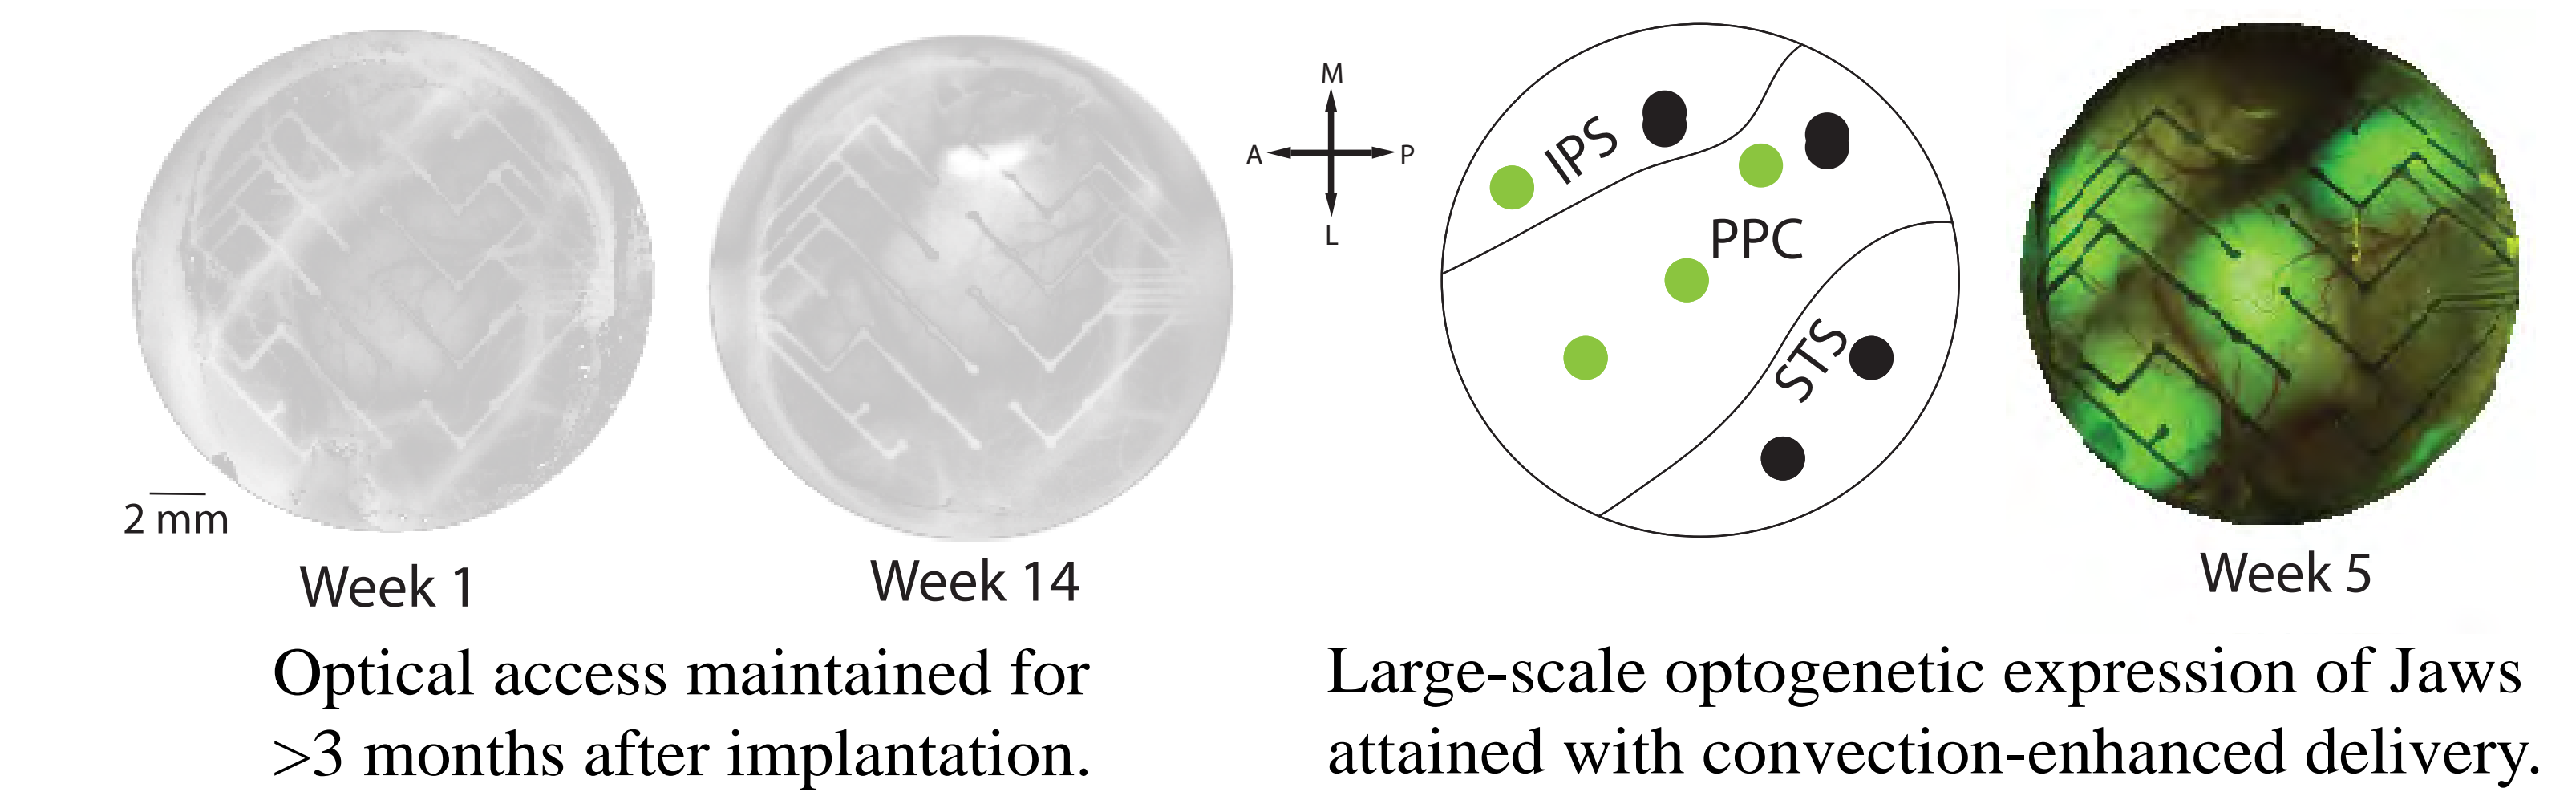 2 mm
Week 1
Week 14
M
A
P
L
IPS
PPC
STS
Week 5
Optical access maintained for
>3 months after implantation.
Large-scale optogenetic expression of Jaws
attained with convection-enhanced delivery.